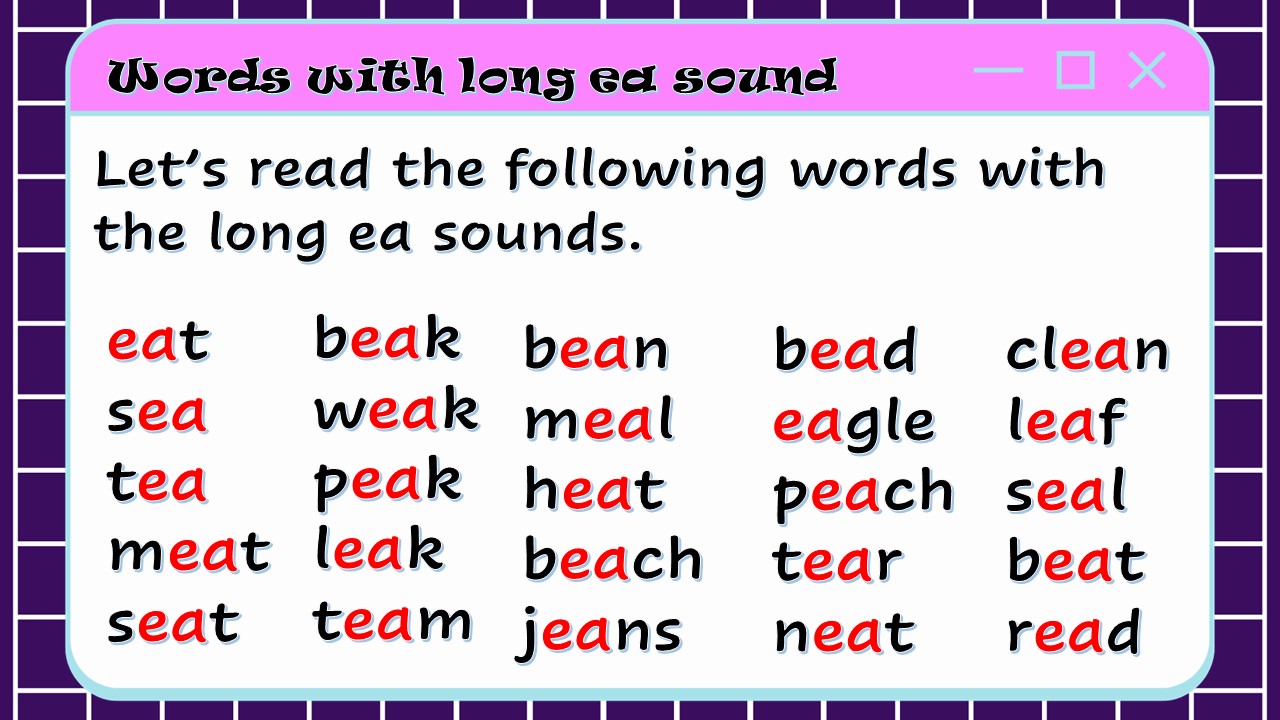 Words with long ea sound
Let's read the following words with
the long ea sounds.
eat beak bean bead clean
sea weak meal eagle leaf
tea peak heat peach seal
meat leak beach tear beat
seat team jeans neat read